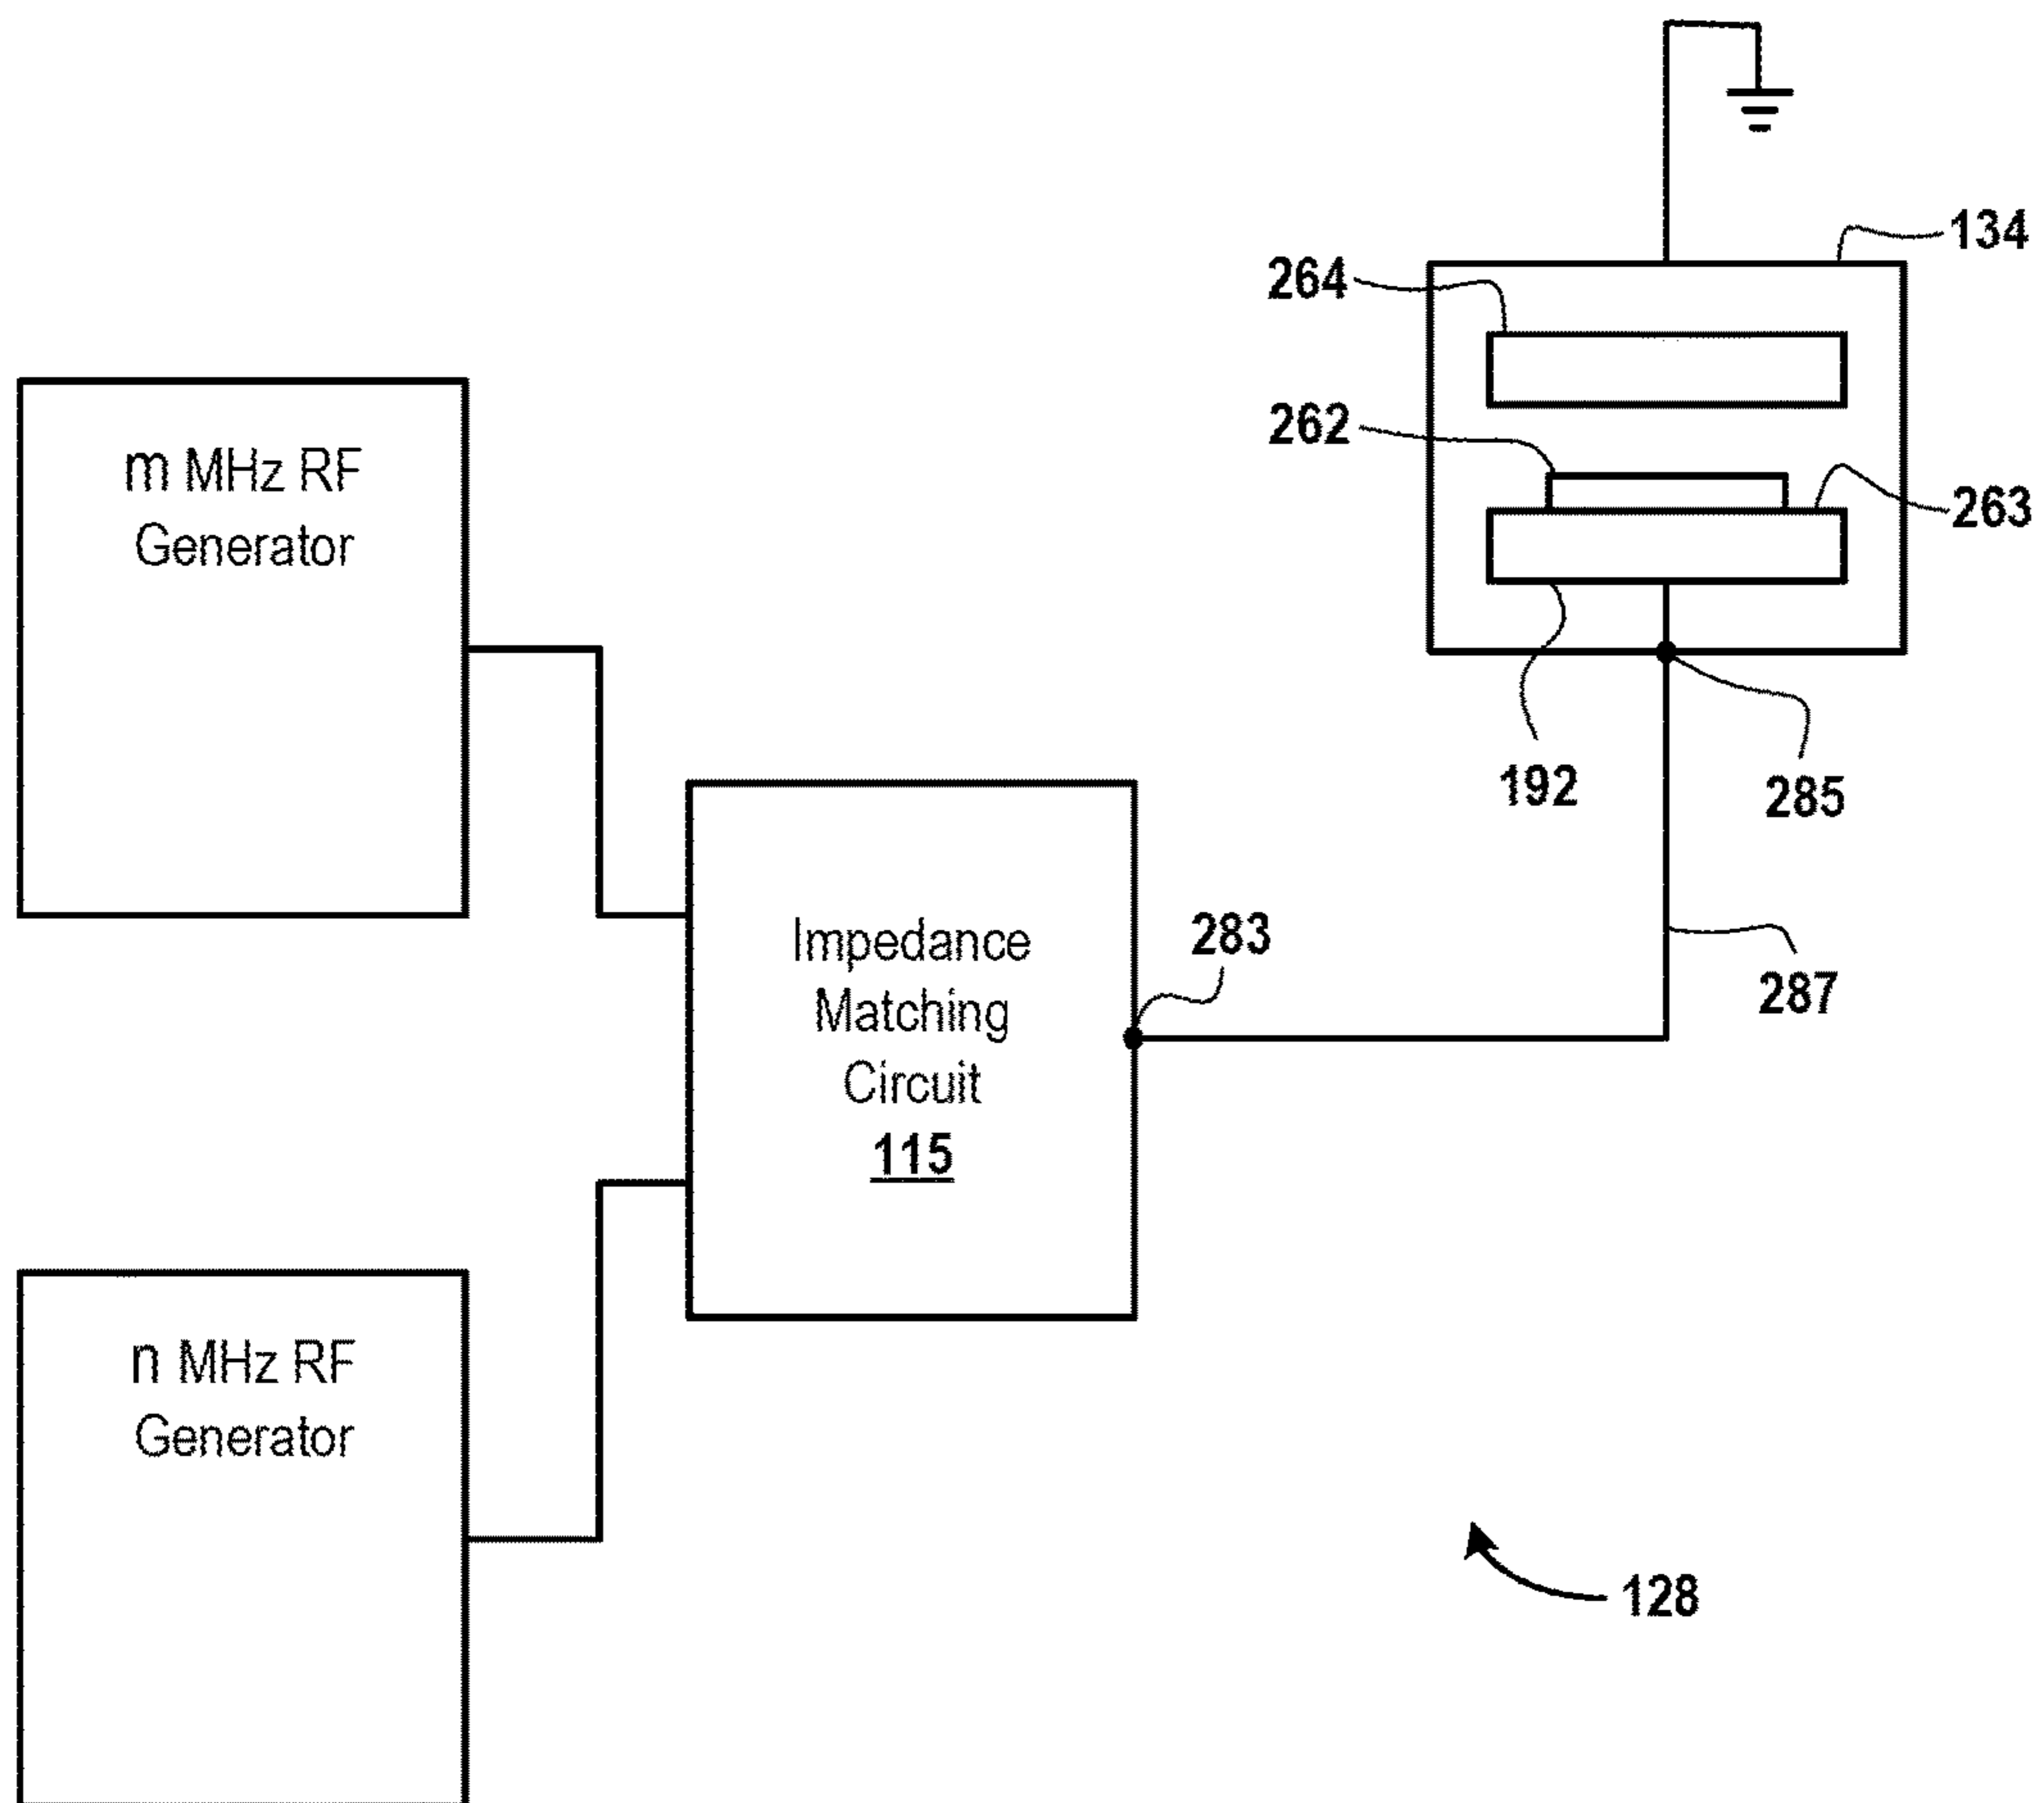 134
264
262
263
m MHz RF
Generator
192
285
Impedance
Matching
Circuit
115
283
287
n MHz RF
Generator
128